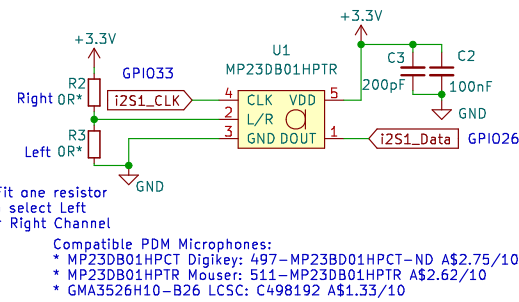 +3.3V
+3.3V
U1
MP23DB01HPTR
GPIO33
C3
C2
R2
Right 0R*
i2S1_CLK
4 CLK VDD 5
200pF
100nF
2 L/R
GND
R3
3 GND DOUT 1
i2S1_Data
GPIO26
Left 0R*
GND
Fit one resistor
select Left
Right Channel
Compatible PDM Microphones:
* MP23DB01HPCT Digikey: 497-MP23BD01HPCT-ND A$2.75/10
* MP23DB01HPTR Mouser: 511-MP23DB01HPTR A$2.62/10
* GMA3526H10-B26 LCSC: C498192 A$1.33/10